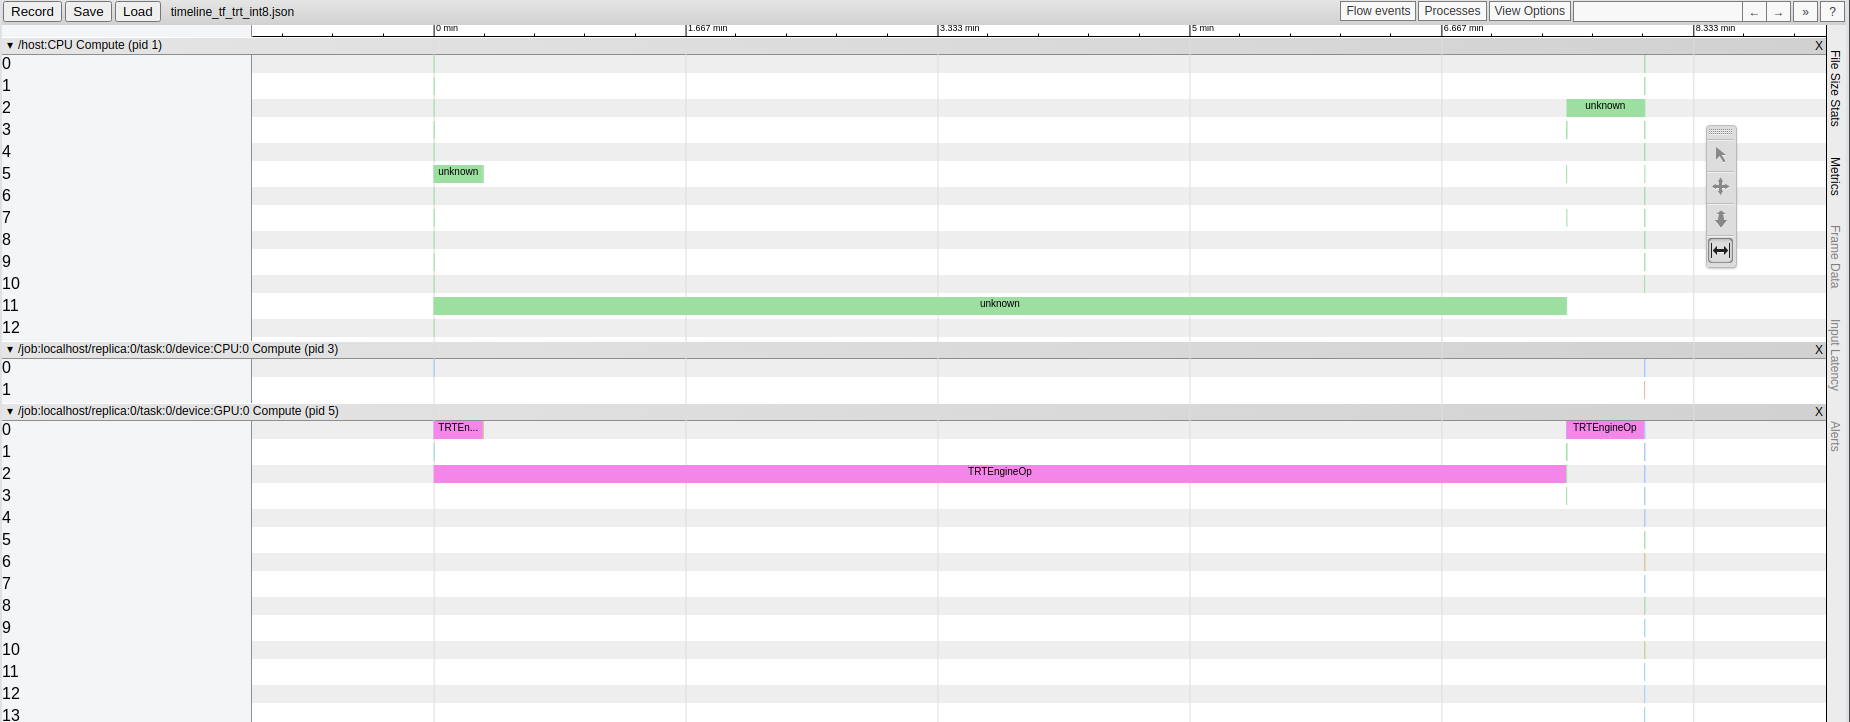 Record Save Load timeline_tf_trt_int8.json Flow events Processes View Options ← → » ?
0 min 1.667 min 3.333 min 5 min 6.667 min 8.333 min
▾ /host:CPU Compute (pid 1) X
0
1
2 unknown
3
4
5 unknown
6
7
8
9
10
11 unknown
12
▾ /job:localhost/replica:0/task:0/device:CPU:0 Compute (pid 3) X
0
1
▾ /job:localhost/replica:0/task:0/device:GPU:0 Compute (pid 5) X
0 TRTEn... TRTEngineOp
1
2 TRTEngineOp
3
4
5
6
7
8
9
10
11
12
13
File Size Stats
Metrics
Frame Data
Input Latency
Alerts